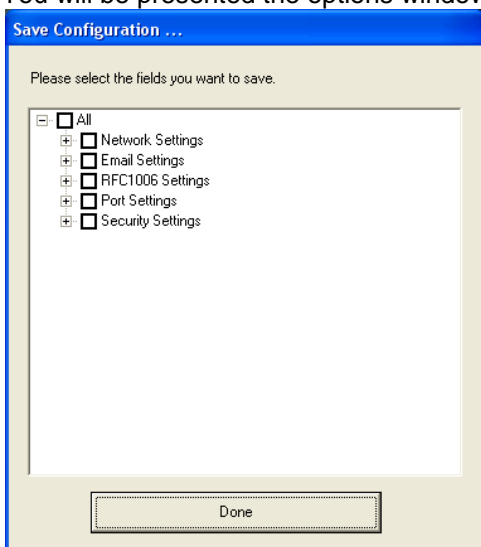 You will be presented the options window
Save Configuration ...
Please select the fields you want to save.
All
Network Settings
Email Settings
RFC1006 Settings
Port Settings
Security Settings
Done